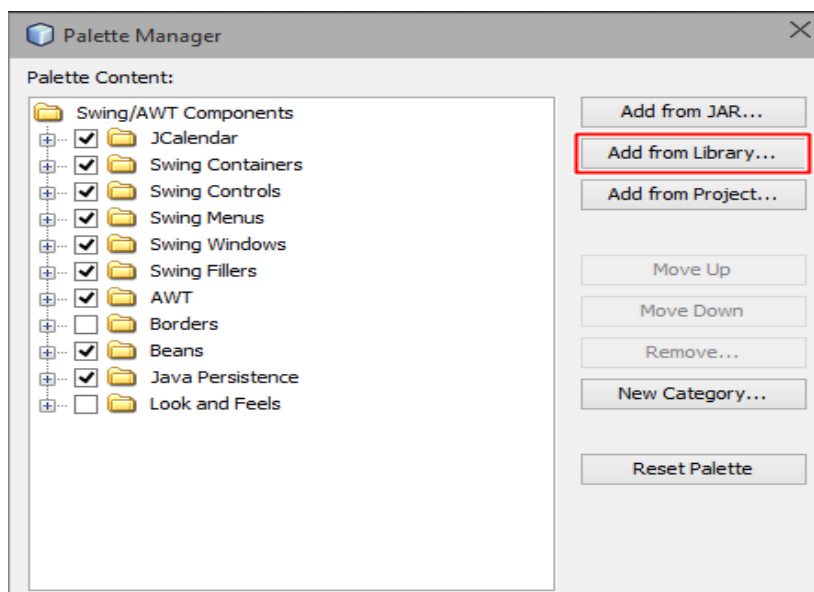 Palette Manager
Palette Content:
Swing/AWT Components
JCalendar
Swing Containers
Swing Controls
Swing Menus
Swing Windows
Swing Fillers
AWT
Borders
Beans
Java Persistence
Look and Feels
Add from JAR...
Add from Library...
Add from Project...
Move Up
Move Down
Remove...
New Category...
Reset Palette